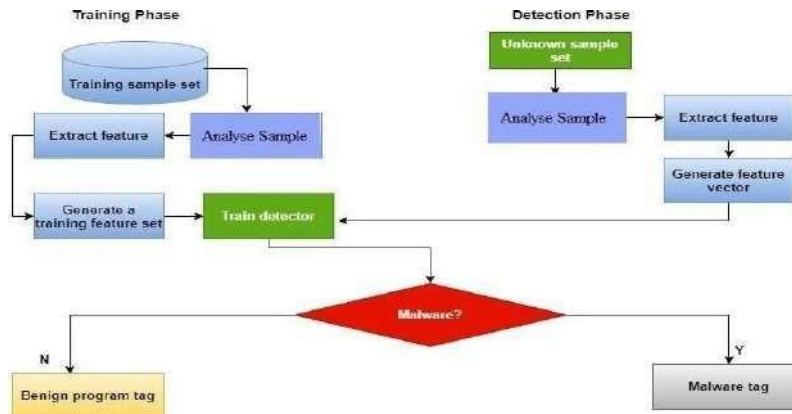 Training Phase
Detection Phase
Training sample set
Unknown sample
set
Extract feature
Analyse Sample
Analyse Sample
Extract feature
Generate a
training feature set
Train detector
Generate feature
vector
Malware?
N
Y
Benign program tag
Malware tag